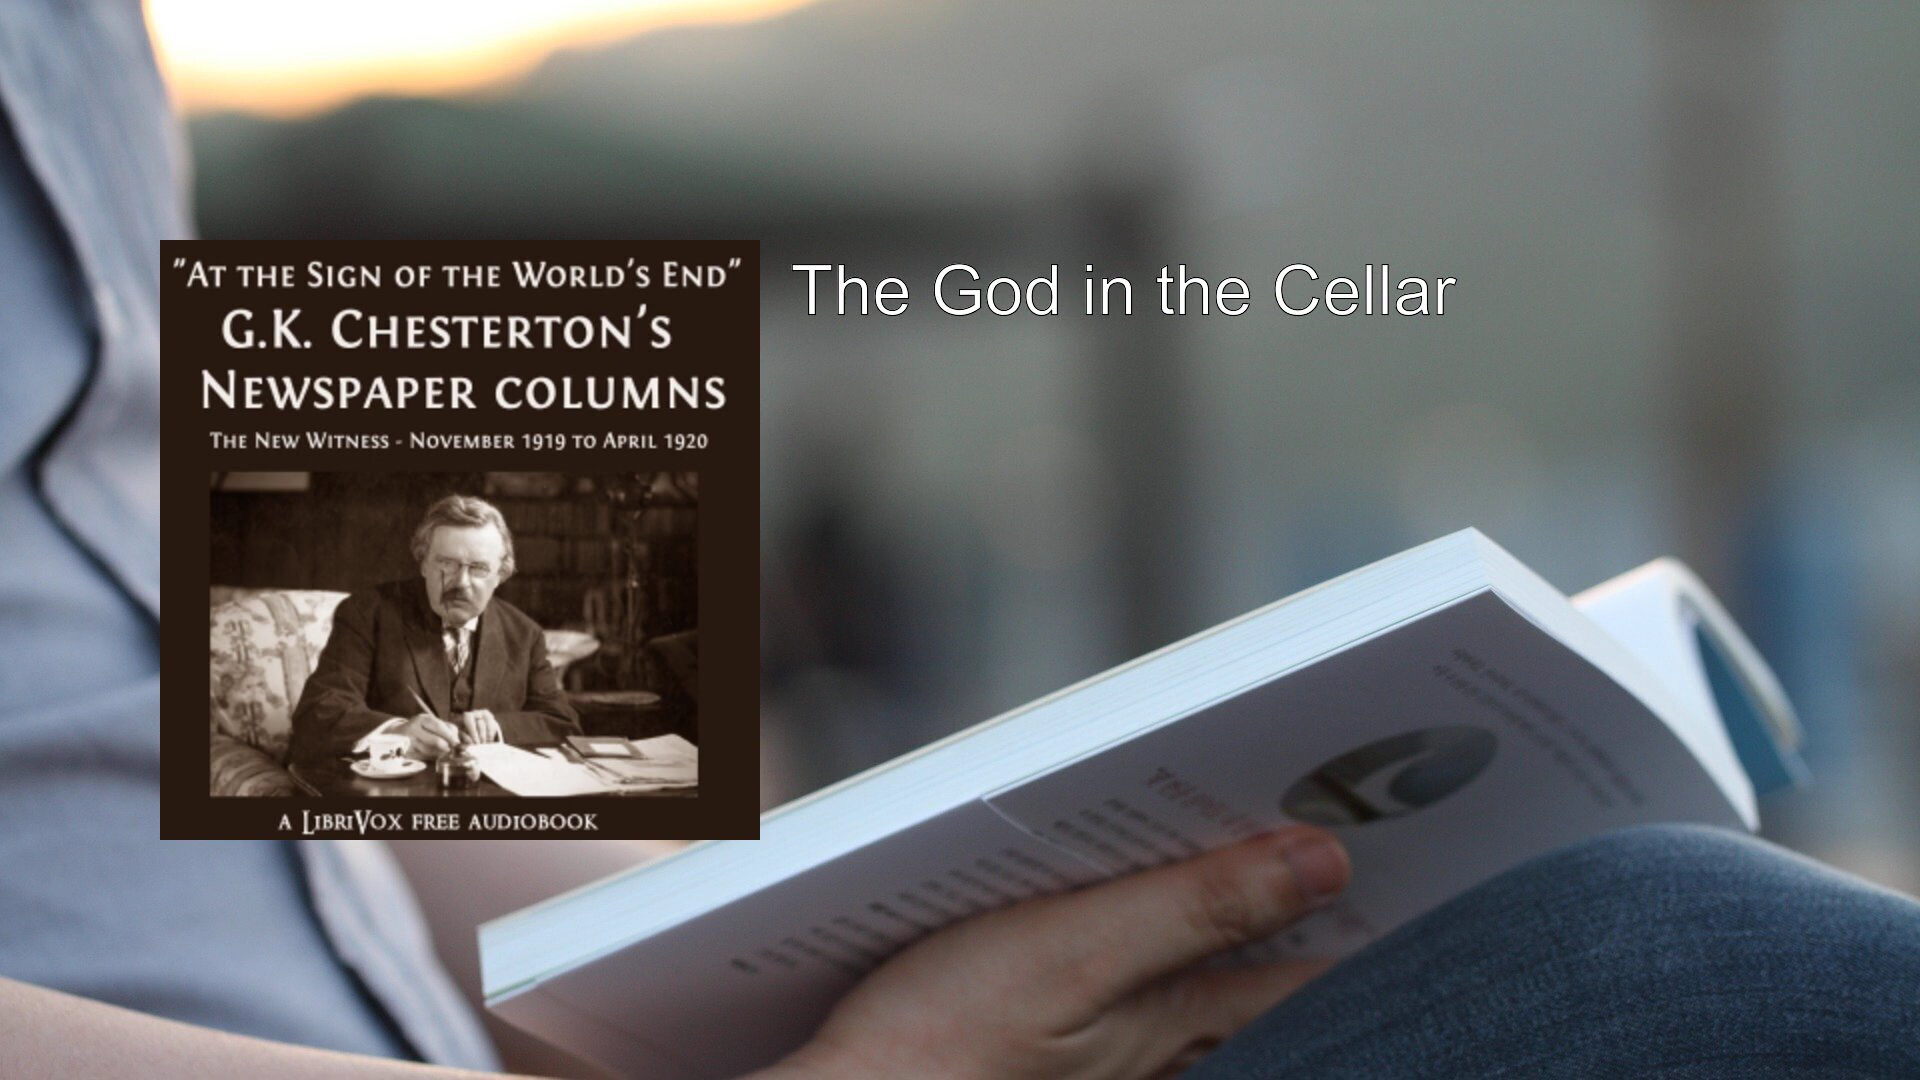 "At the Sign of the World's End"
G.K. Chesterton's
Newspaper columns
The New Witness - November 1919 to April 1920
a LibriVox free audiobook
The God in the Cellar